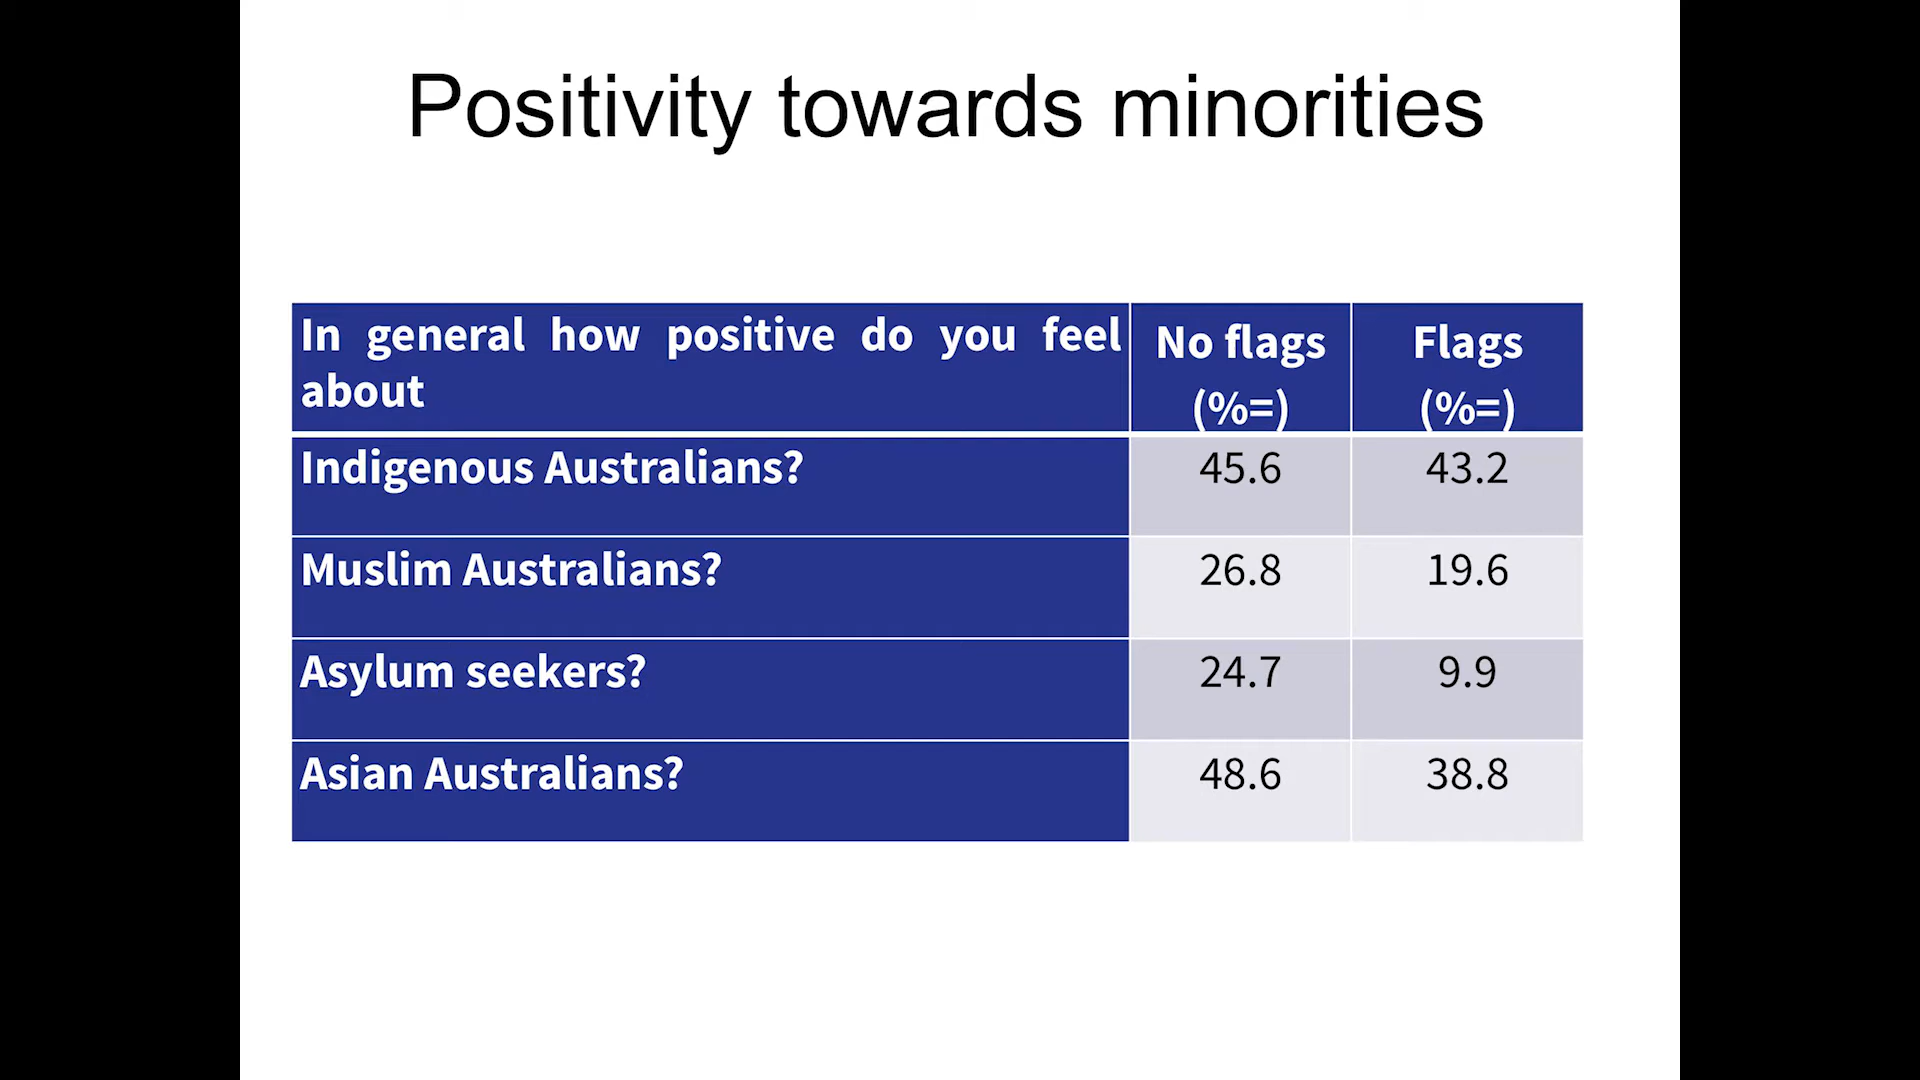 Positivity towards minorities
In general how positive do you feel about
No flags (%=)
Flags (%=)
Indigenous Australians? 45.6 43.2
Muslim Australians? 26.8 19.6
Asylum seekers? 24.7 9.9
Asian Australians? 48.6 38.8